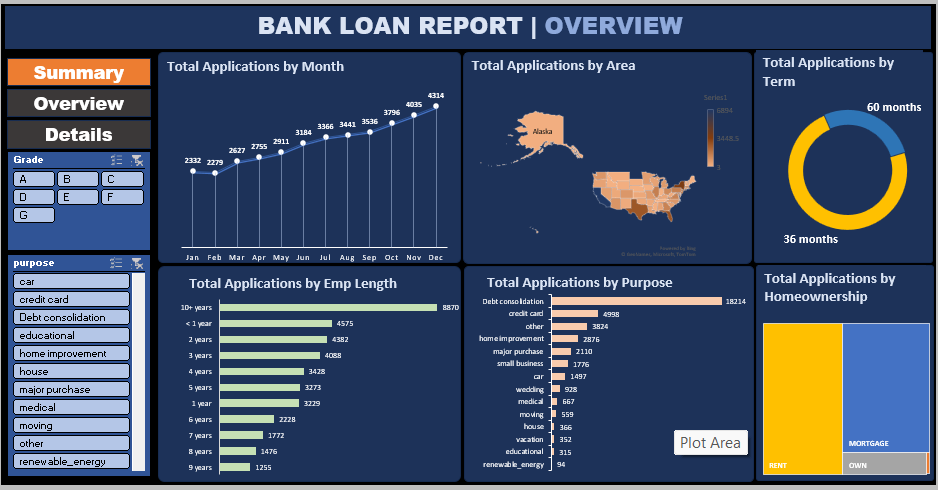 BANK LOAN REPORT | OVERVIEW
Summary
Overview
Details
Grade
A B C
D E F
G
purpose
car
credit card
Debt consolidation
educational
home improvement
house
major purchase
medical
moving
other
renewable_energy
Total Applications by Month
2332 2279 2627 2755 2911 3184 3366 3441 3536 3796 4035 4314
Jan Feb Mar Apr May Jun Jul Aug Sep Oct Nov Dec
Total Applications by Area
Series1
6894
3448.5
3
Alaska
Powered by Bing
© GeoNames, Microsoft, TomTom
Total Applications by
Term
60 months
36 months
Total Applications by Emp Length
10+ years 8870
< 1 year 4575
2 years 4382
3 years 4088
4 years 3428
5 years 3273
1 year 3229
6 years 2228
7 years 1772
8 years 1476
9 years 1255
Total Applications by Purpose
Debt consolidation 18214
credit card 4998
other 3824
home improvement 2876
major purchase 2110
small business 1776
car 1497
wedding 928
medical 667
moving 559
house 366
vacation 352
educational 315
renewable_energy 94
Plot Area
Total Applications by
Homeownership
RENT
MORTGAGE
OWN